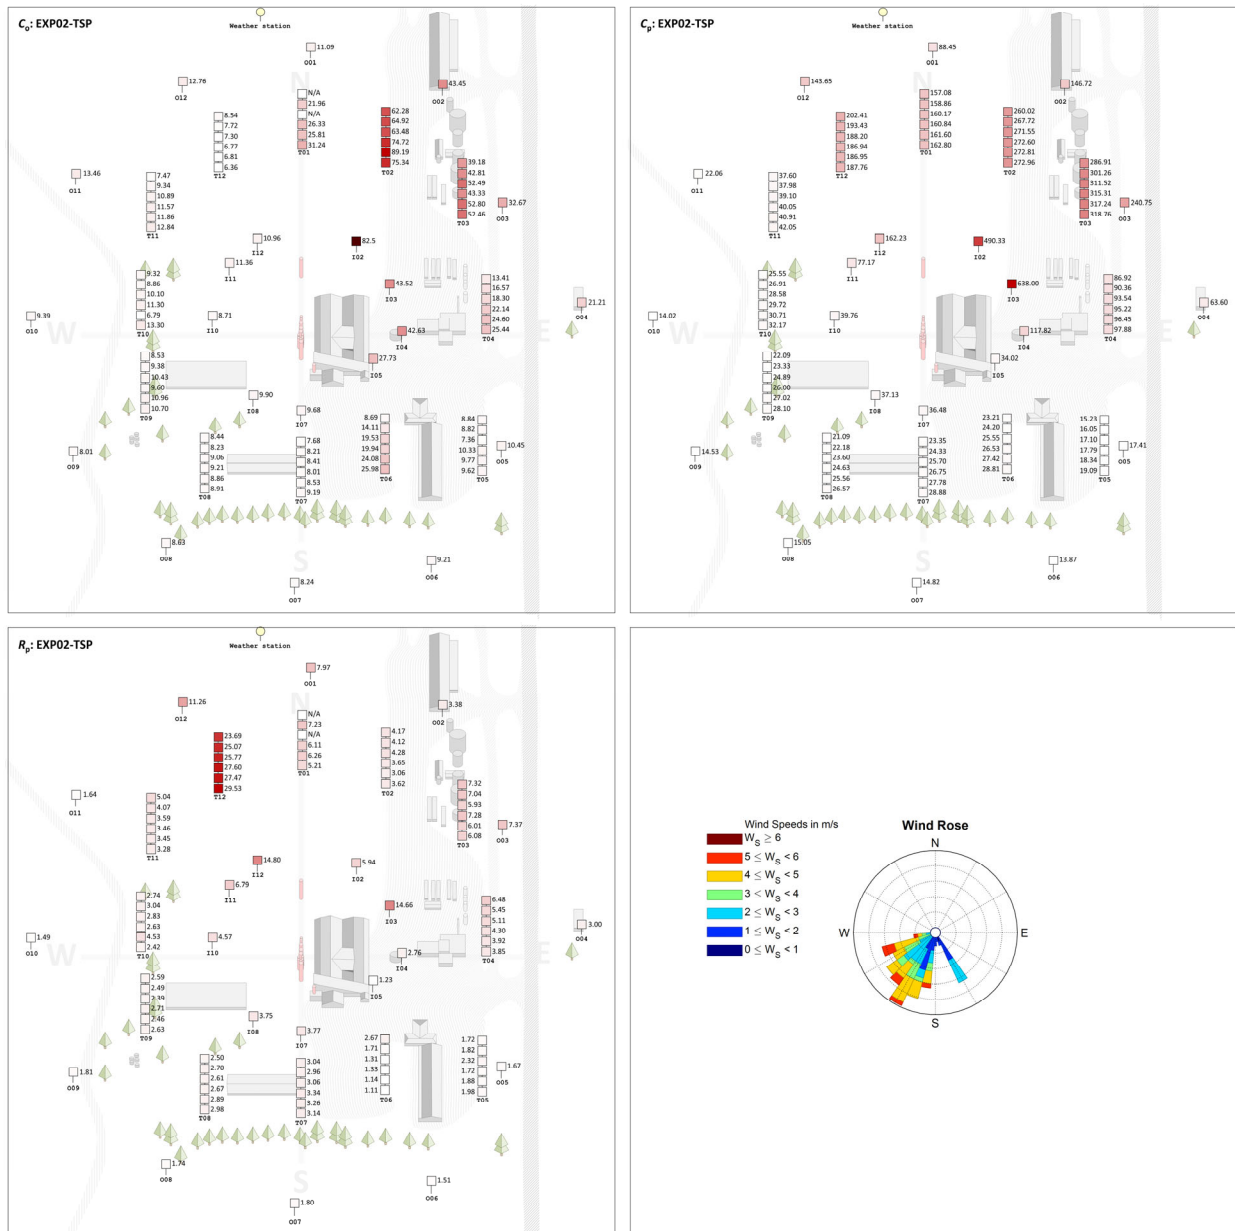 C₀: EXP02-TSP
Weather station
11.09
O01
12.76
O12
43.45
O02
N/A
21.96
N/A
26.33
25.81
31.24
T01
62.28
64.92
63.48
74.72
89.19
75.34
T02
8.54
7.72
7.30
6.77
6.81
6.36
T12
39.18
42.81
52.49
43.33
52.80
52.46
T03
32.67
O03
13.46
O11
7.47
9.34
10.89
11.57
11.86
12.84
T11
10.96
I12
82.5
I02
11.36
I11
43.52
I03
9.32
8.86
10.10
11.30
6.79
13.30
T10
13.41
16.57
18.30
22.14
24.60
25.44
T04
21.21
O04
9.39
O10
8.71
I10
42.63
I04
27.73
I05
N
W
E
S
8.53
9.38
10.43
9.60
10.96
10.70
T09
9.90
I08
9.68
I07
8.69
14.11
19.53
19.94
24.08
25.98
T06
8.84
8.82
7.36
10.33
9.77
9.62
T05
10.45
O05
8.01
O09
8.44
8.23
9.06
9.21
8.86
8.91
T08
7.68
8.21
8.41
8.01
8.53
9.19
T07
8.63
O08
9.21
O06
8.24
O07
Cp: EXP02-TSP
Weather station
88.45
O01
143.65
O12
146.72
O02
157.08
158.86
160.17
160.84
161.60
162.80
T01
260.02
267.72
271.55
272.60
272.81
272.96
T02
202.41
193.43
188.20
186.94
186.95
187.76
T12
286.91
301.26
311.52
315.31
317.24
318.76
T03
240.75
O03
22.06
O11
37.60
37.98
39.10
40.05
40.91
42.05
T11
162.23
I12
490.33
I02
77.17
I11
638.00
I03
25.55
26.91
28.58
29.72
30.71
32.17
T10
86.92
90.36
93.54
95.22
96.45
97.88
T04
63.60
O04
14.02
O10
39.76
I10
117.82
I04
34.02
I05
N
W
E
S
22.09
23.33
24.89
26.00
27.02
28.10
T09
37.13
I08
36.48
I07
23.21
24.20
25.55
26.53
27.42
28.81
T06
15.23
16.05
17.10
17.79
18.34
19.09
T05
17.41
O05
14.53
O09
21.09
22.18
23.60
24.63
25.56
26.57
T08
23.35
24.33
25.70
26.75
27.78
28.88
T07
15.05
O08
13.87
O06
14.82
O07
Rp: EXP02-TSP
Weather station
7.97
O01
11.26
O12
3.38
O02
N/A
7.23
N/A
6.11
6.26
5.21
T01
4.17
4.12
4.28
3.65
3.06
3.62
T02
23.69
25.07
25.77
27.60
27.47
29.53
T12
7.32
7.04
5.93
7.28
6.01
6.08
T03
7.37
O03
1.64
O11
5.04
4.07
3.59
3.46
3.45
3.28
T11
14.80
I12
5.94
I02
6.79
I11
14.66
I03
2.74
3.04
2.83
2.63
4.53
2.42
T10
6.48
5.45
5.11
4.30
3.92
3.85
T04
3.00
O04
1.49
O10
4.57
I10
2.76
I04
1.23
I05
N
W
E
S
2.59
2.49
2.39
2.71
2.46
2.63
T09
3.75
I08
3.77
I07
2.67
1.71
1.31
1.33
1.14
1.11
T06
1.72
1.82
2.32
1.72
1.88
1.98
T05
1.67
O05
1.81
O09
2.50
2.70
2.61
2.67
2.89
2.98
T08
3.04
2.96
3.06
3.34
3.26
3.14
T07
1.74
O08
1.51
O06
1.80
O07
Wind Speeds in m/s
W_S ≥ 6
5 ≤ W_S < 6
4 ≤ W_S < 5
3 ≤ W_S < 4
2 ≤ W_S < 3
1 ≤ W_S < 2
0 ≤ W_S < 1
Wind Rose
N
W
E
S